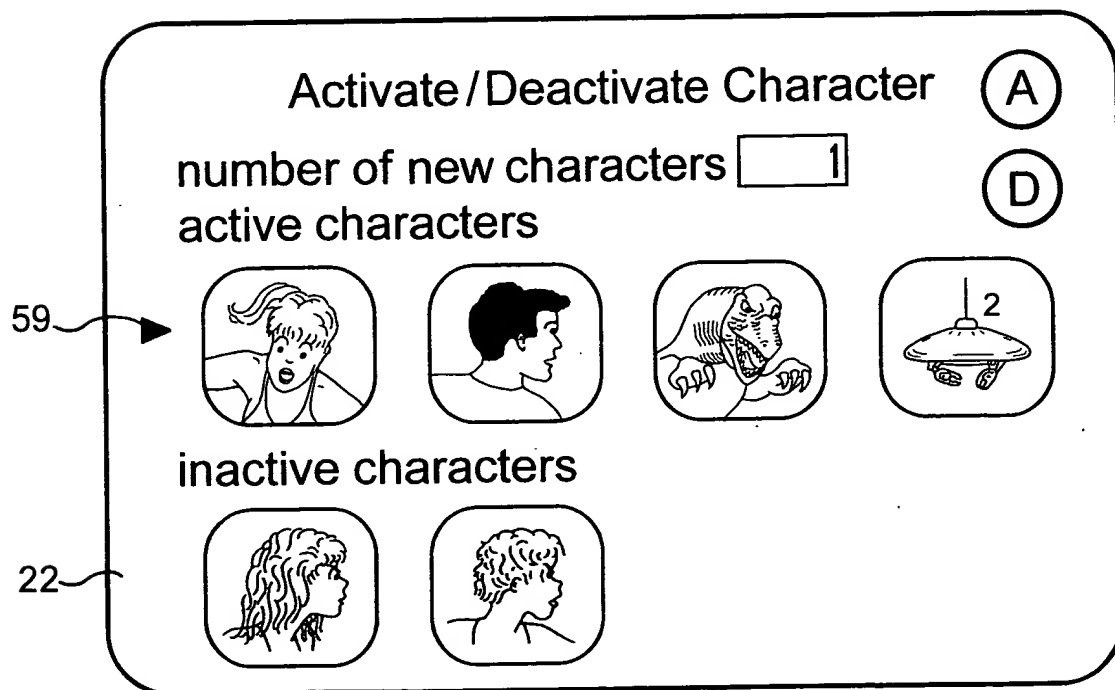 Activate/Deactivate Character
A
number of new characters 1
D
active characters
59
2
inactive characters
22